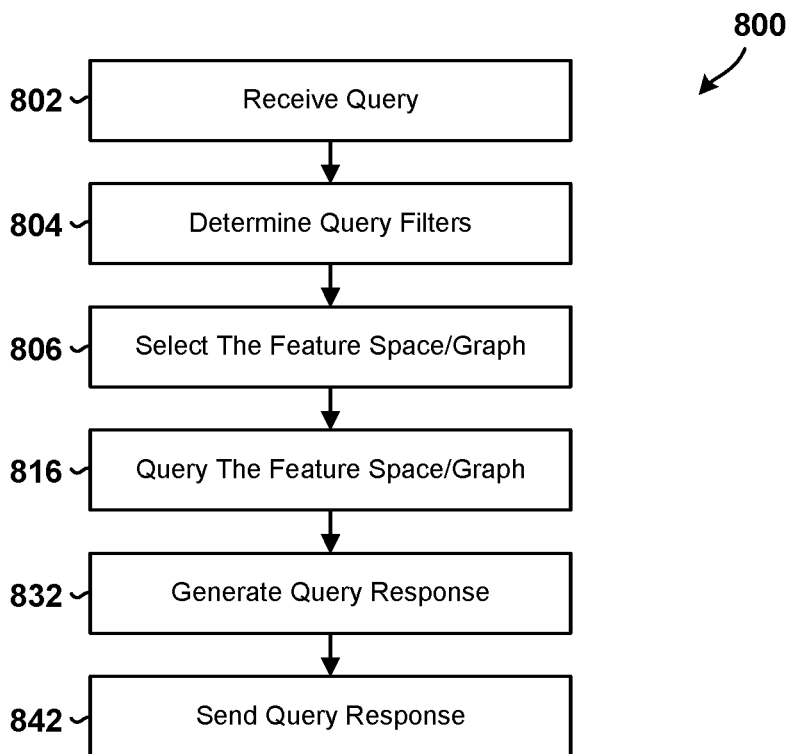 800
802 Receive Query
804 Determine Query Filters
806 Select The Feature Space/Graph
816 Query The Feature Space/Graph
832 Generate Query Response
842 Send Query Response